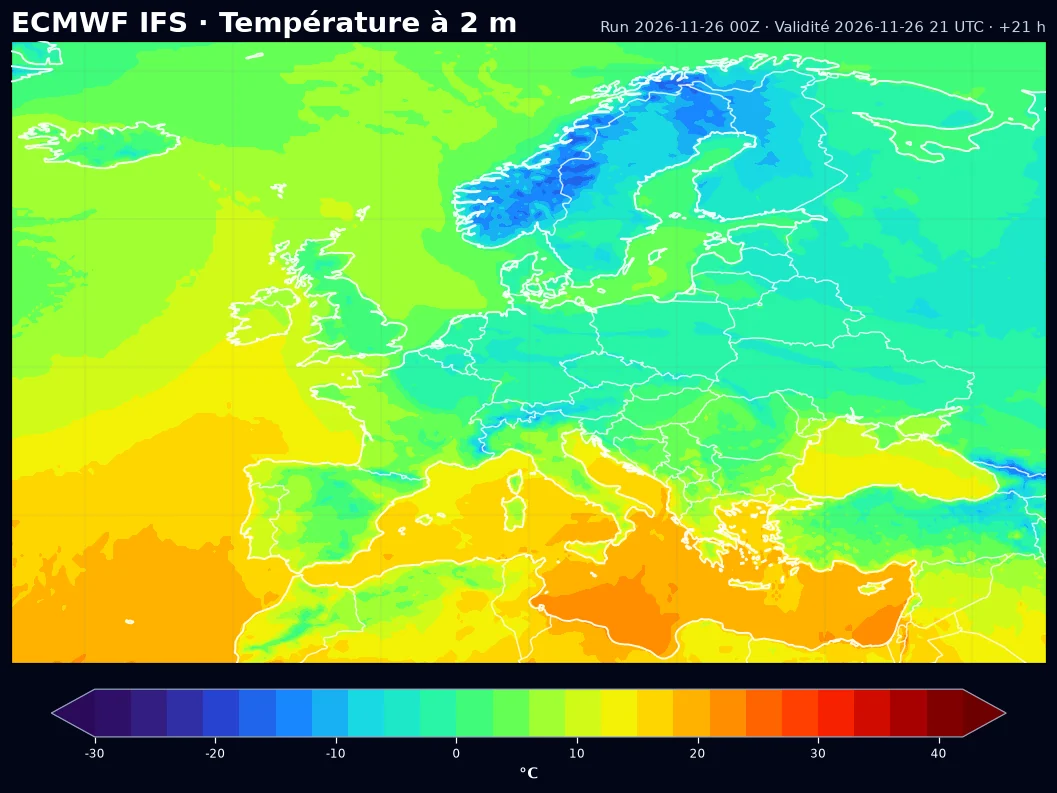 ECMWF IFS · Température à 2 m
Run 2026-11-26 00Z · Validité 2026-11-26 21 UTC · +21 h
-30 -20 -10 0 10 20 30 40
°C